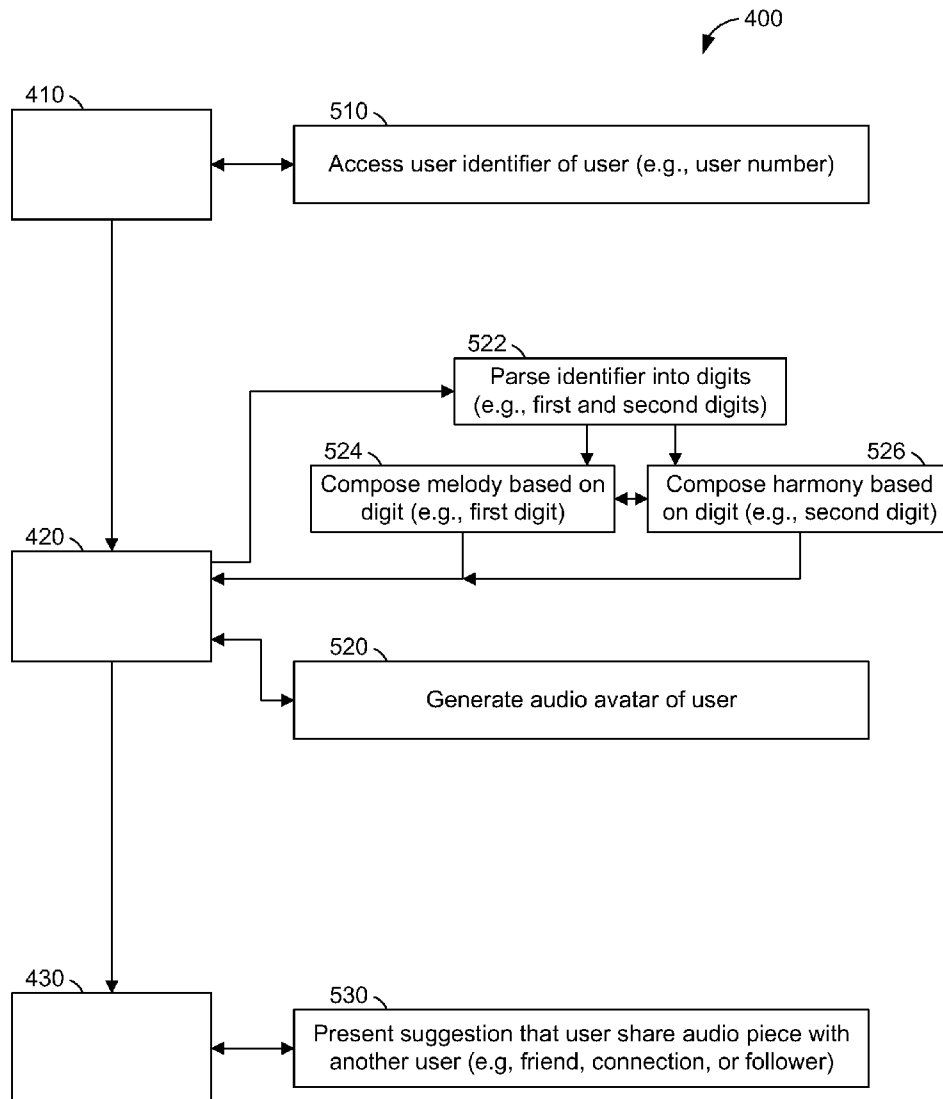 400
410
510
Access user identifier of user (e.g., user number)
522
Parse identifier into digits
(e.g., first and second digits)
524
Compose melody based on
digit (e.g., first digit)
526
Compose harmony based
on digit (e.g., second digit)
420
520
Generate audio avatar of user
430
530
Present suggestion that user share audio piece with
another user (e.g, friend, connection, or follower)